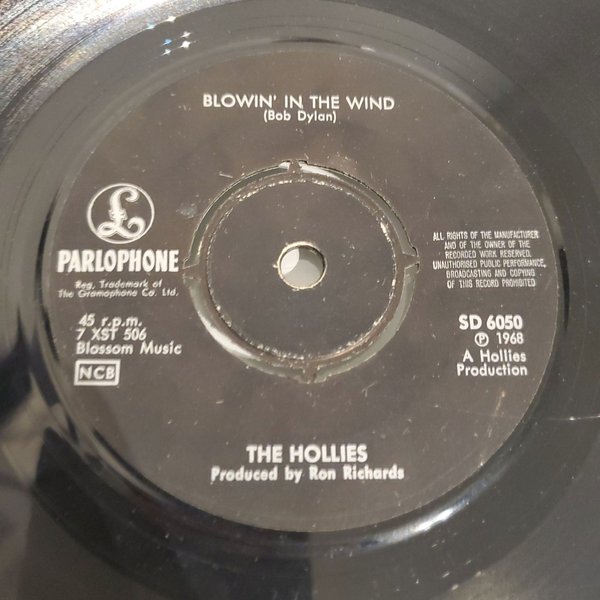 BLOWIN' IN THE WIND
(Bob Dylan)
£
PARLOPHONE
Reg. Trademark of
The Gramophone Co. Ltd.
45 r.p.m.
7 XST 506
Blossom Music
NCB
ALL RIGHTS OF THE MANUFACTURER
AND OF THE OWNER OF THE
RECORDED WORK RESERVED.
UNAUTHORISED PUBLIC PERFORMANCE,
BROADCASTING AND COPYING
OF THIS RECORD PROHIBITED
SD 6050
℗ 1968
A Hollies
Production
THE HOLLIES
Produced by Ron Richards